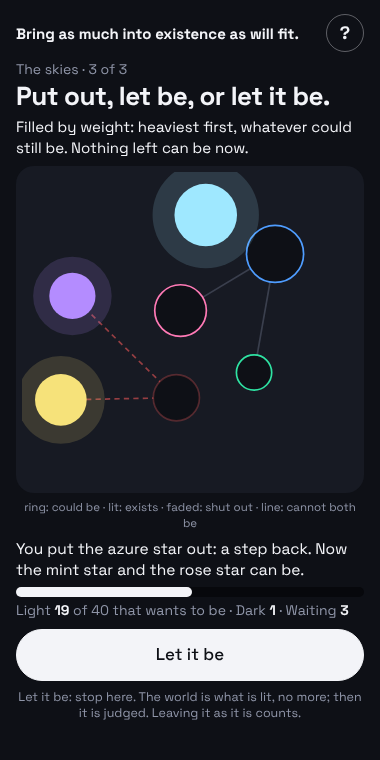 Bring as much into existence as will fit.
?
The skies · 3 of 3
Put out, let be, or let it be.
Filled by weight: heaviest first, whatever could
still be. Nothing left can be now.
ring: could be · lit: exists · faded: shut out · line: cannot both
be
You put the azure star out: a step back. Now
the mint star and the rose star can be.
Light 19 of 40 that wants to be · Dark 1 · Waiting 3
Let it be
Let it be: stop here. The world is what is lit, no more; then
it is judged. Leaving it as it is counts.